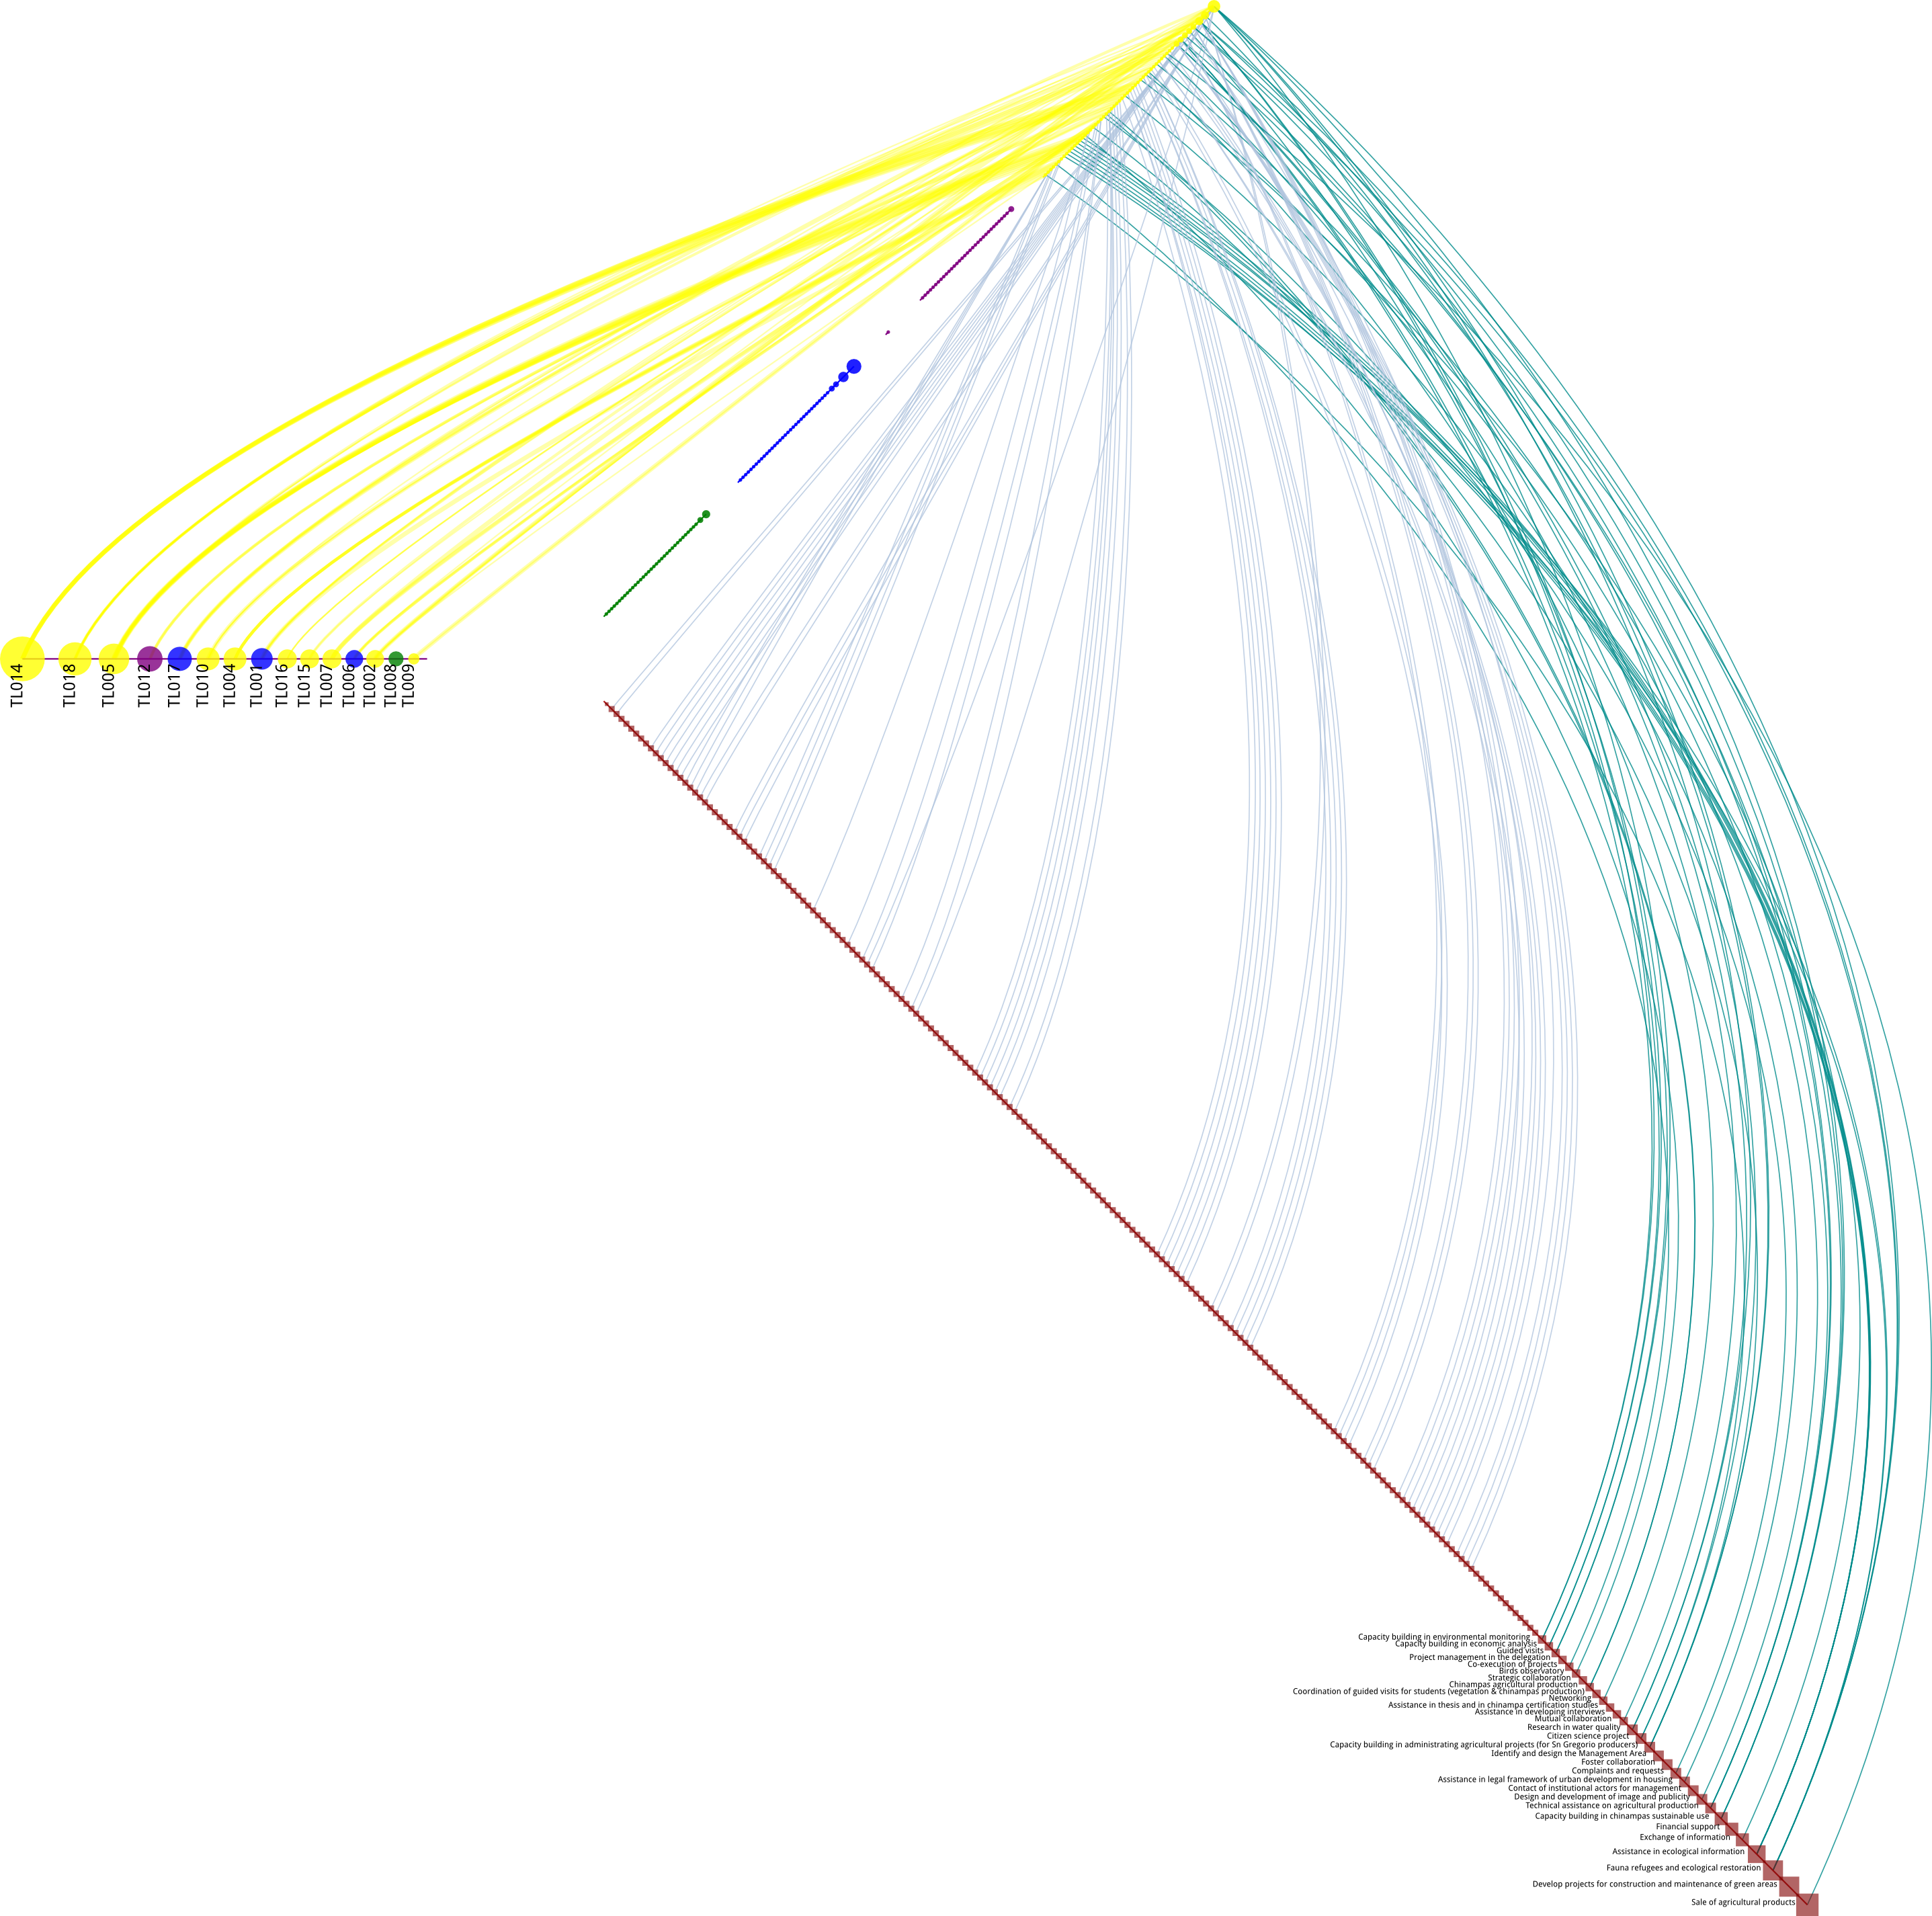 TL014
TL018
TL005
TL012
TL017
TL010
TL004
TL001
TL016
TL015
TL007
TL006
TL002
TL008
TL009
Capacity building in environmental monitoring
Capacity building in economic analysis
Guided visits
Project management in the delegation
Co-execution of projects
Birds observatory
Strategic collaboration
Chinampas agricultural production
Coordination of guided visits for students (vegetation & chinampas production)
Networking
Assistance in thesis and in chinampa certification studies
Assistance in developing interviews
Mutual collaboration
Research in water quality
Citizen science project
Capacity building in administrating agricultural projects (for Sn Gregorio producers)
Identify and design the Management Area
Foster collaboration
Complaints and requests
Assistance in legal framework of urban development in housing
Contact of institutional actors for management
Design and development of image and publicity
Technical assistance on agricultural production
Capacity building in chinampas sustainable use
Financial support
Exchange of information
Assistance in ecological information
Fauna refugees and ecological restoration
Develop projects for construction and maintenance of green areas
Sale of agricultural products